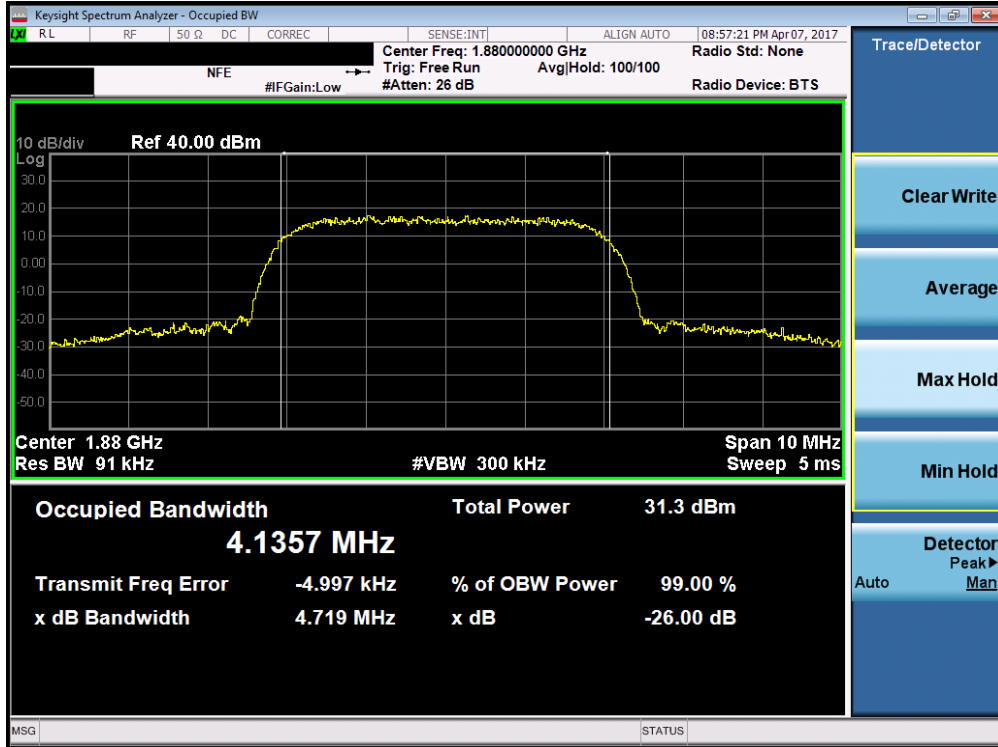 Keysight Spectrum Analyzer - Occupied BW
LXI RL RF 50 Ω DC CORREC SENSE:INT ALIGN AUTO 08:57:21 PM Apr 07, 2017
Center Freq: 1.880000000 GHz Radio Std: None
NFE Trig: Free Run Avg|Hold: 100/100
#IFGain:Low #Atten: 26 dB Radio Device: BTS
Trace/Detector
10 dB/div Ref 40.00 dBm
Log
30.0
20.0
10.0
0.00
-10.0
-20.0
-30.0
-40.0
-50.0
Center 1.88 GHz Span 10 MHz
Res BW 91 kHz #VBW 300 kHz Sweep 5 ms
Occupied Bandwidth Total Power 31.3 dBm
4.1357 MHz
Transmit Freq Error -4.997 kHz % of OBW Power 99.00 %
x dB Bandwidth 4.719 MHz x dB -26.00 dB
Clear Write
Average
Max Hold
Min Hold
Detector
Peak▶
Auto Man
MSG STATUS